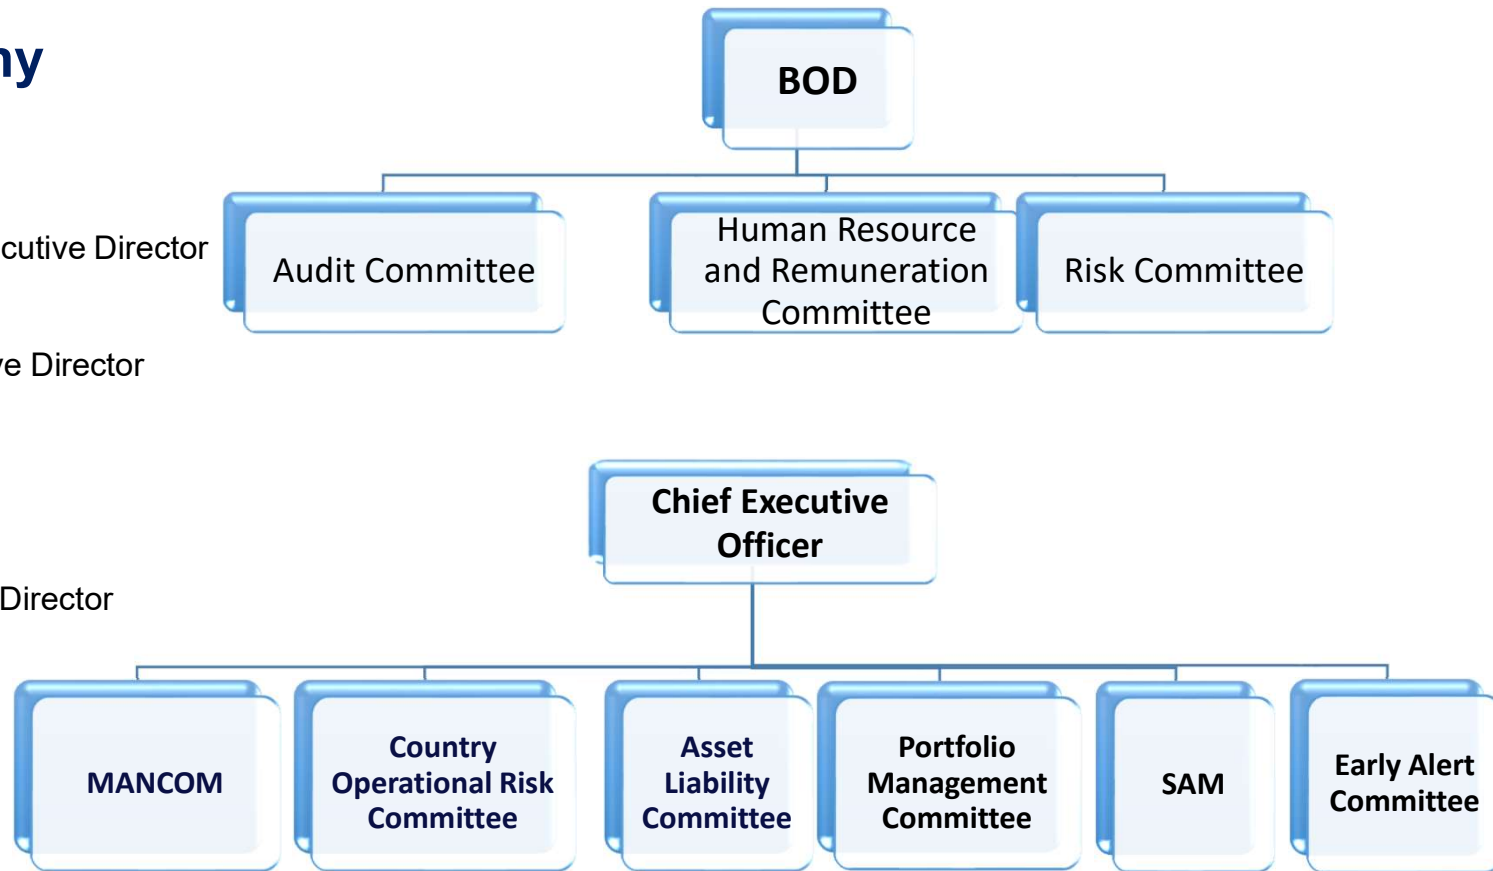 ny
BOD
cutive Director
Audit Committee
Human Resource
and Remuneration
Committee
Risk Committee
ve Director
Chief Executive
Officer
Director
MANCOM
Country
Operational Risk
Committee
Asset
Liability
Committee
Portfolio
Management
Committee
SAM
Early Alert
Committee